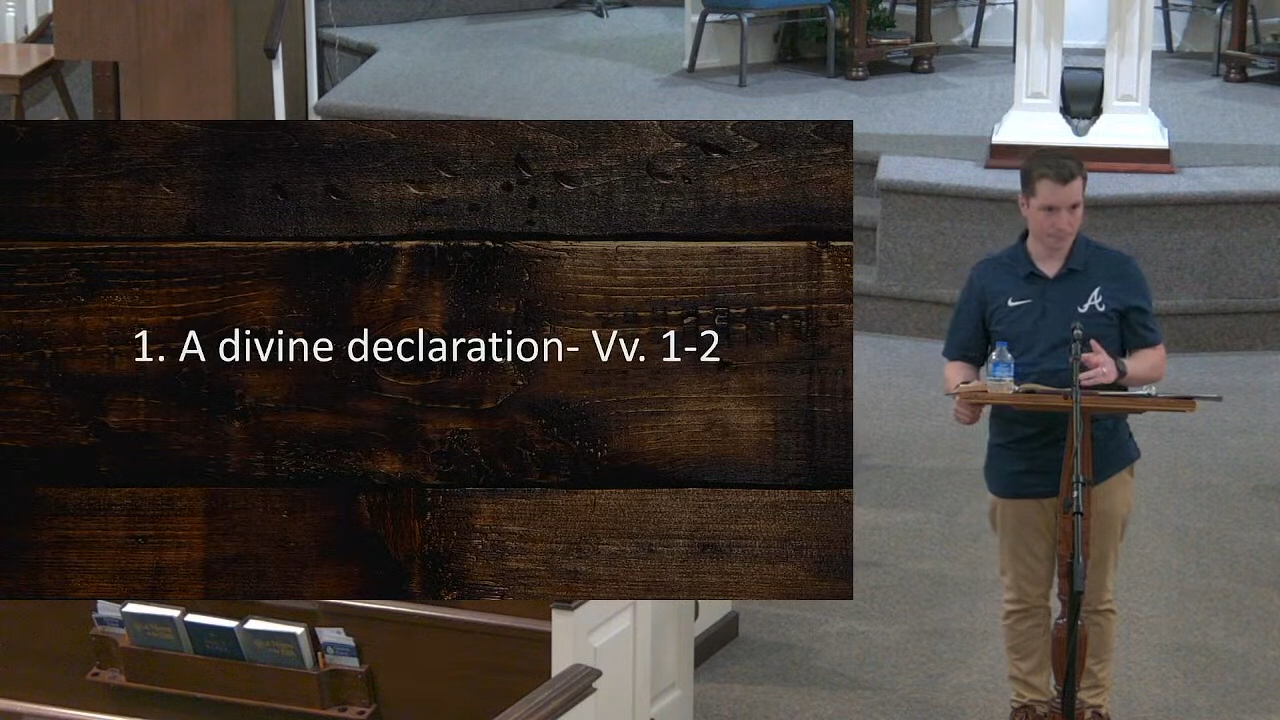 1. A divine declaration- Vv. 1-2
A